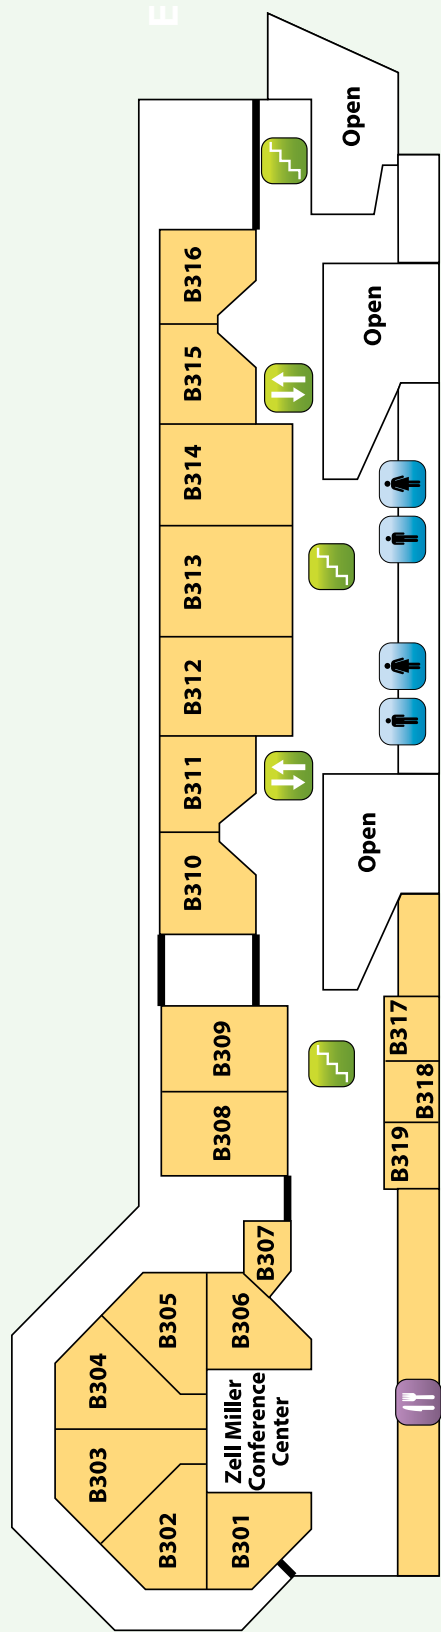 E
Open
B316
Open
B315
B314
B313
B312
B311
Open
B310
B309
B317
B308
B318
B319
B307
B305
B306
B304
Zell Miller
Conference
Center
B303
B302
B301